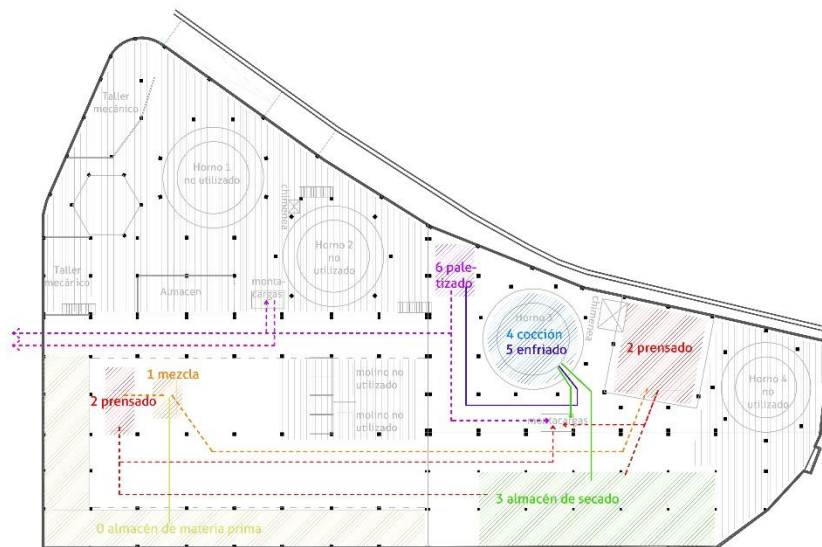 Taller
mecánico
Horno 1
no utilizado
chimenea
Horno 2
no
utilizado
Taller
mecánico
Almacen
monta-
cargas
6 pale-
tizado
Horno 3
4 cocción
5 enfriado
chimenea
2 prensado
Horno 4
no
utilizado
1 mezcla
2 prensado
molino no
utilizado
molino no
utilizado
montacargas
3 almacén de secado
0 almacén de materia prima